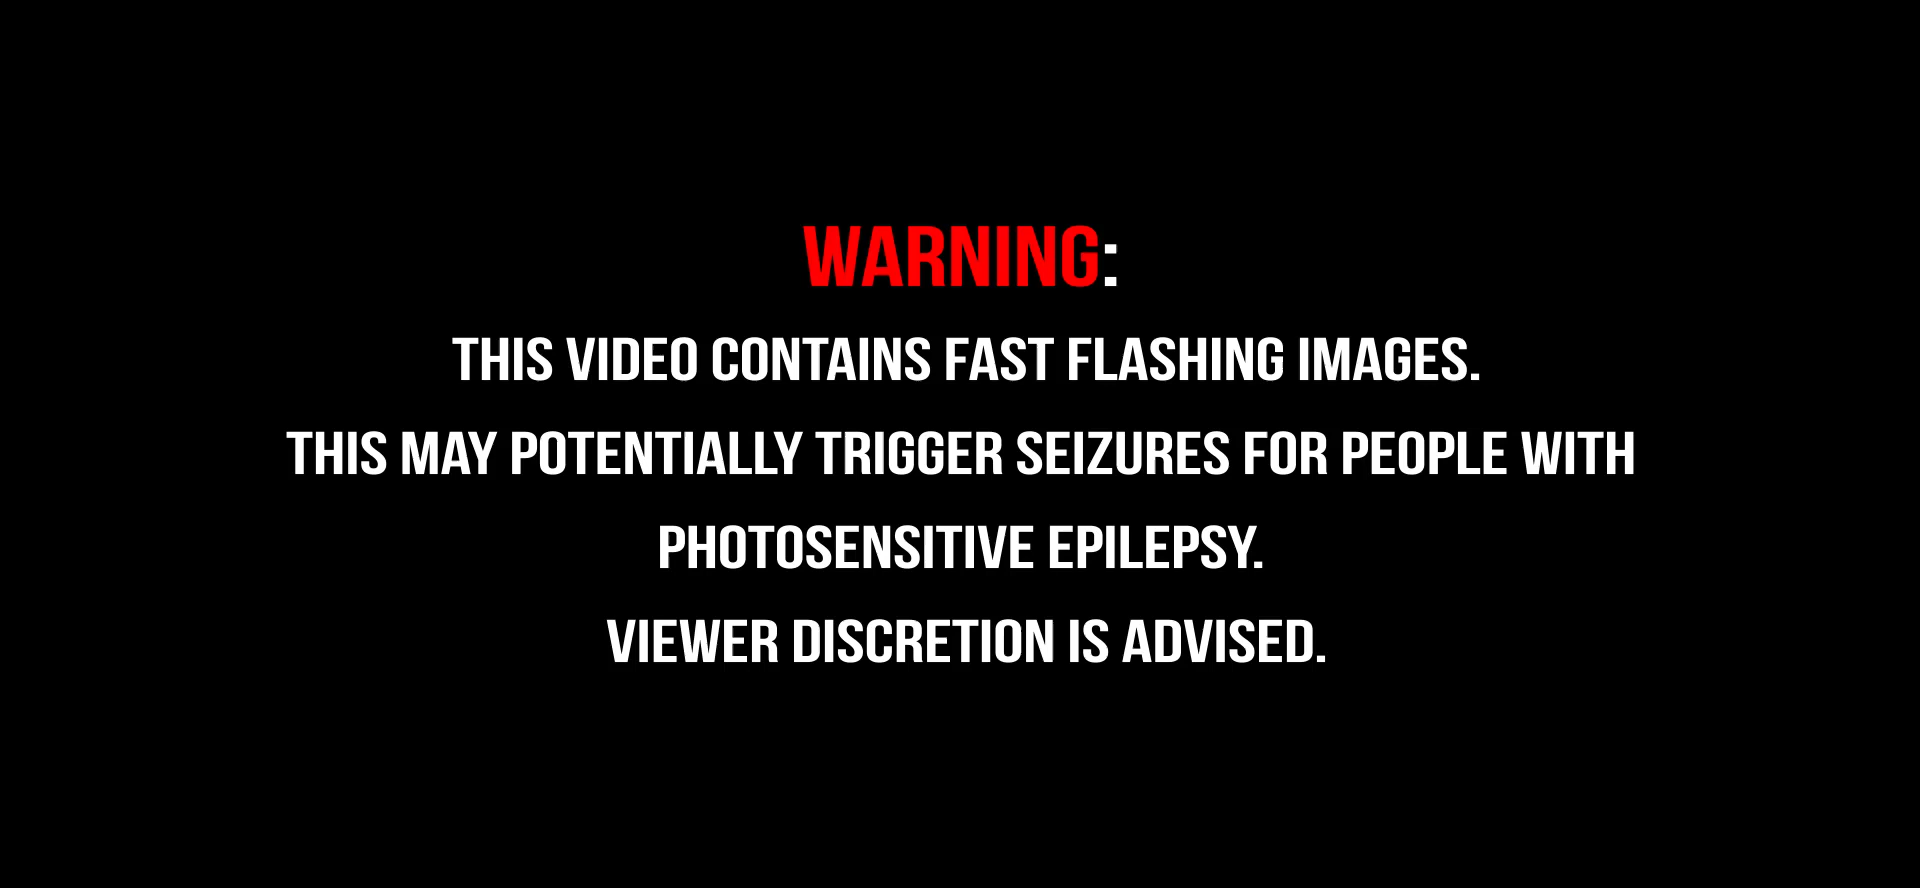 WARNING:
THIS VIDEO CONTAINS FAST FLASHING IMAGES.
THIS MAY POTENTIALLY TRIGGER SEIZURES FOR PEOPLE WITH
PHOTOSENSITIVE EPILEPSY.
VIEWER DISCRETION IS ADVISED.